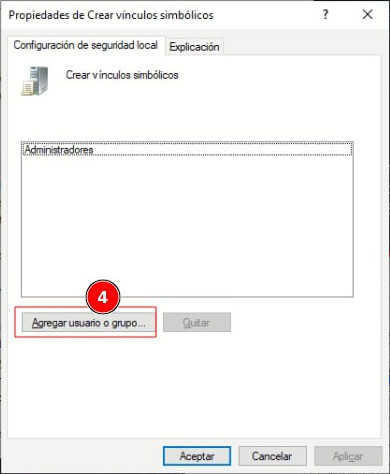 Propiedades de Crear vínculos simbólicos
Configuración de seguridad local Explicación
Crear vínculos simbólicos
Administradores
4
Agregar usuario o grupo... Quitar
Aceptar Cancelar Aplicar